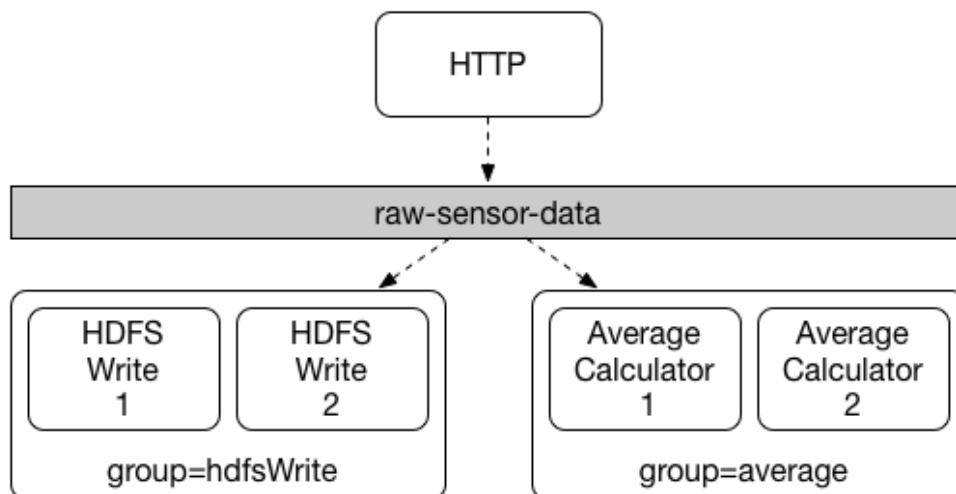 HTTP
raw-sensor-data
HDFS
Write
1
HDFS
Write
2
group=hdfsWrite
Average
Calculator
1
Average
Calculator
2
group=average